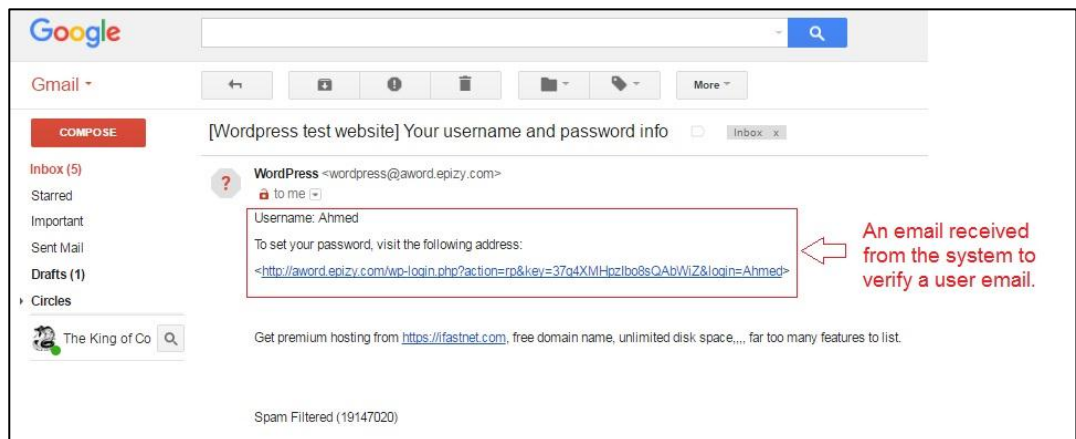 Google
Gmail
More
COMPOSE
[Wordpress test website] Your username and password info
Inbox x
Inbox (5)
Starred
Important
Sent Mail
Drafts (1)
Circles
The King of Co
?
WordPress <wordpress@aword.epizy.com>
to me
Username: Ahmed
To set your password, visit the following address:
<http://aword.epizy.com/wp-login.php?action=rp&key=37q4XMHpzIbo8sQAbWiZ&login=Ahmed>
An email received
from the system to
verify a user email.
Get premium hosting from https://ifastnet.com, free domain name, unlimited disk space,,,, far too many features to list.
Spam Filtered (19147020)